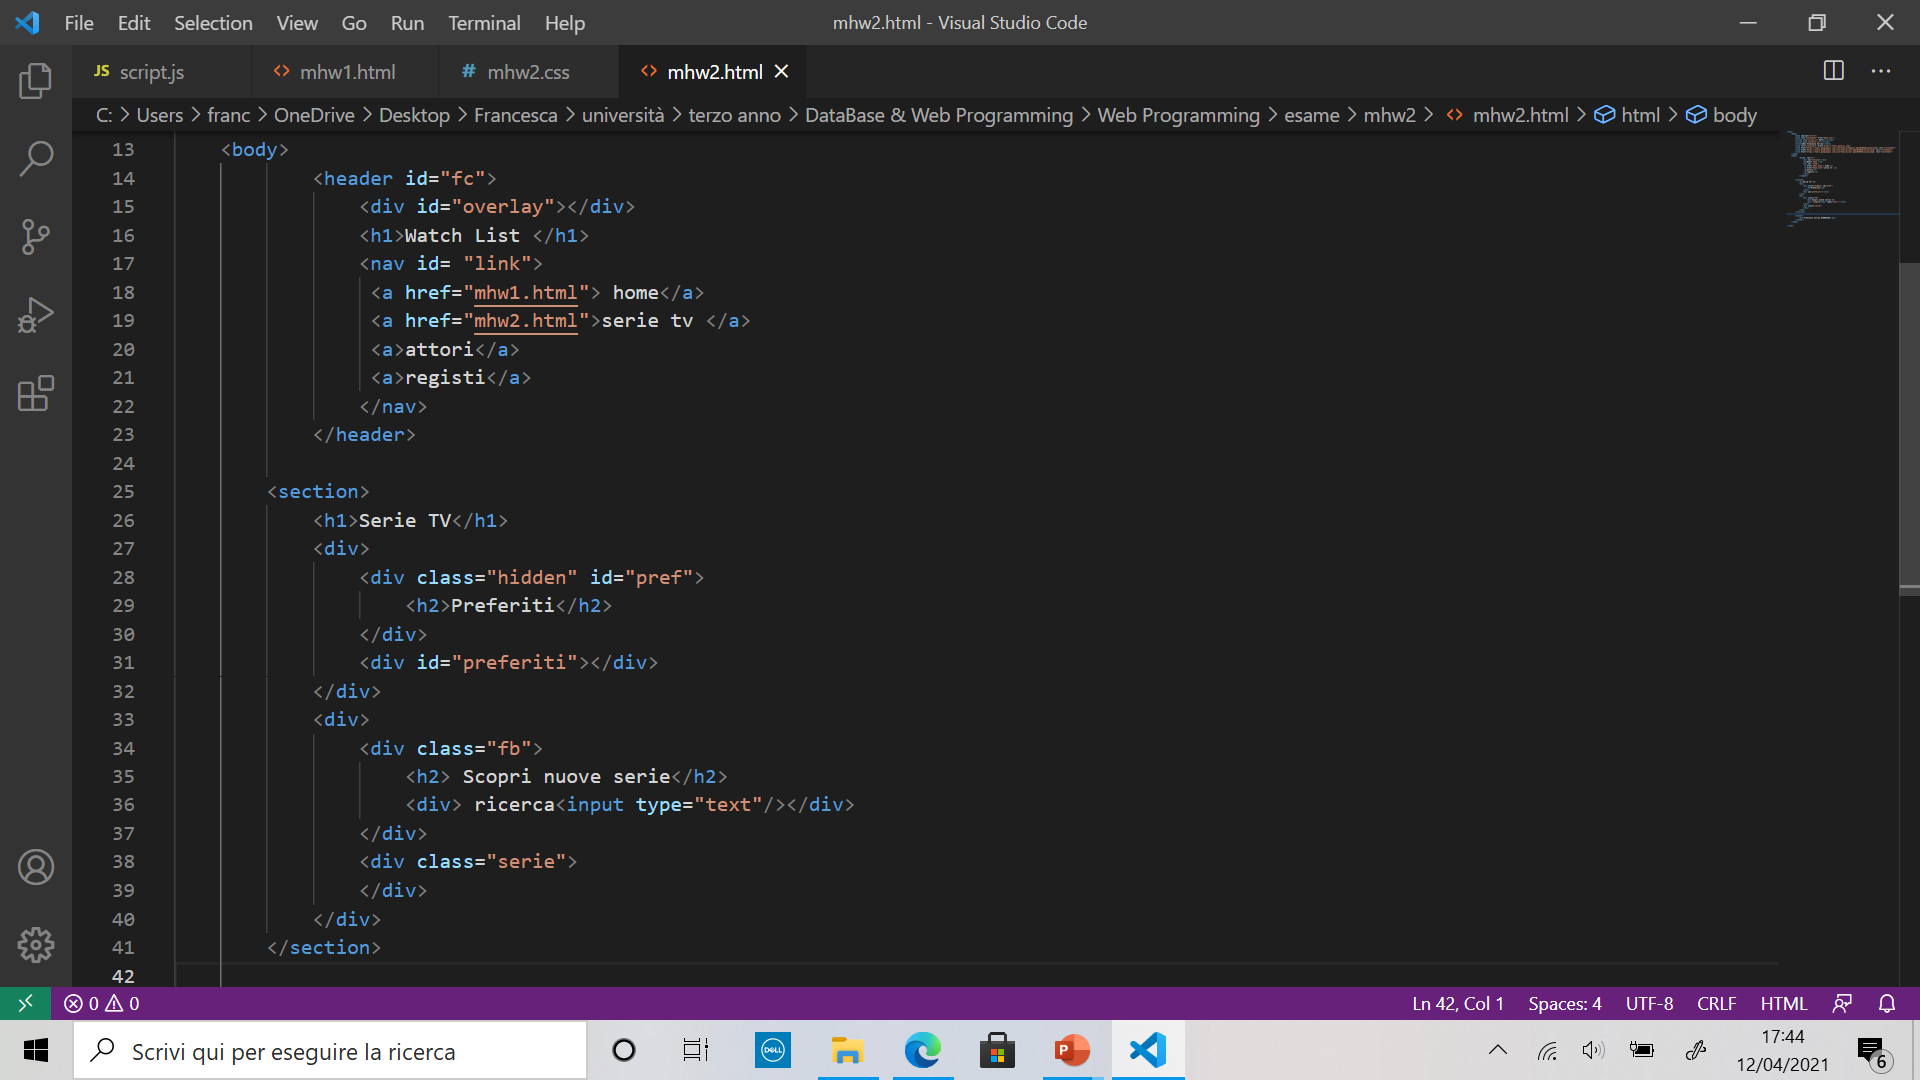 File Edit Selection View Go Run Terminal Help mhw2.html - Visual Studio Code
JS script.js <> mhw1.html # mhw2.css <> mhw2.html
C: > Users > franc > OneDrive > Desktop > Francesca > università > terzo anno > DataBase & Web Programming > Web Programming > esame > mhw2 > <> mhw2.html > html > body
13 <body>
14 <header id="fc">
15 <div id="overlay"></div>
16 <h1>Watch List </h1>
17 <nav id= "link">
18 <a href="mhw1.html"> home</a>
19 <a href="mhw2.html">serie tv </a>
20 <a>attori</a>
21 <a>registi</a>
22 </nav>
23 </header>
24
25 <section>
26 <h1>Serie TV</h1>
27 <div>
28 <div class="hidden" id="pref">
29 <h2>Preferiti</h2>
30 </div>
31 <div id="preferiti"></div>
32 </div>
33 <div>
34 <div class="fb">
35 <h2> Scopri nuove serie</h2>
36 <div> ricerca<input type="text"/></div>
37 </div>
38 <div class="serie">
39 </div>
40 </div>
41 </section>
42
0 0 Ln 42, Col 1 Spaces: 4 UTF-8 CRLF HTML
Scrivi qui per eseguire la ricerca
DELL
P
17:44
12/04/2021
6